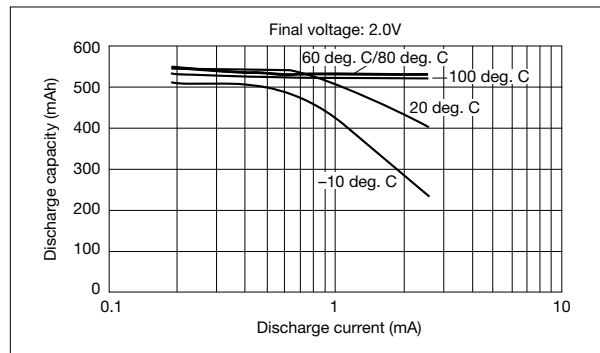 Final voltage: 2.0V
Discharge capacity (mAh)
600
500
400
300
200
100
0
60 deg. C/80 deg. C
100 deg. C
20 deg. C
–10 deg. C
0.1
1
10
Discharge current (mA)